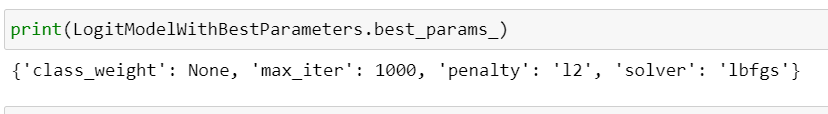 print(LogitModelWithBestParameters.best_params_)
{'class_weight': None, 'max_iter': 1000, 'penalty': 'l2', 'solver': 'lbfgs'}